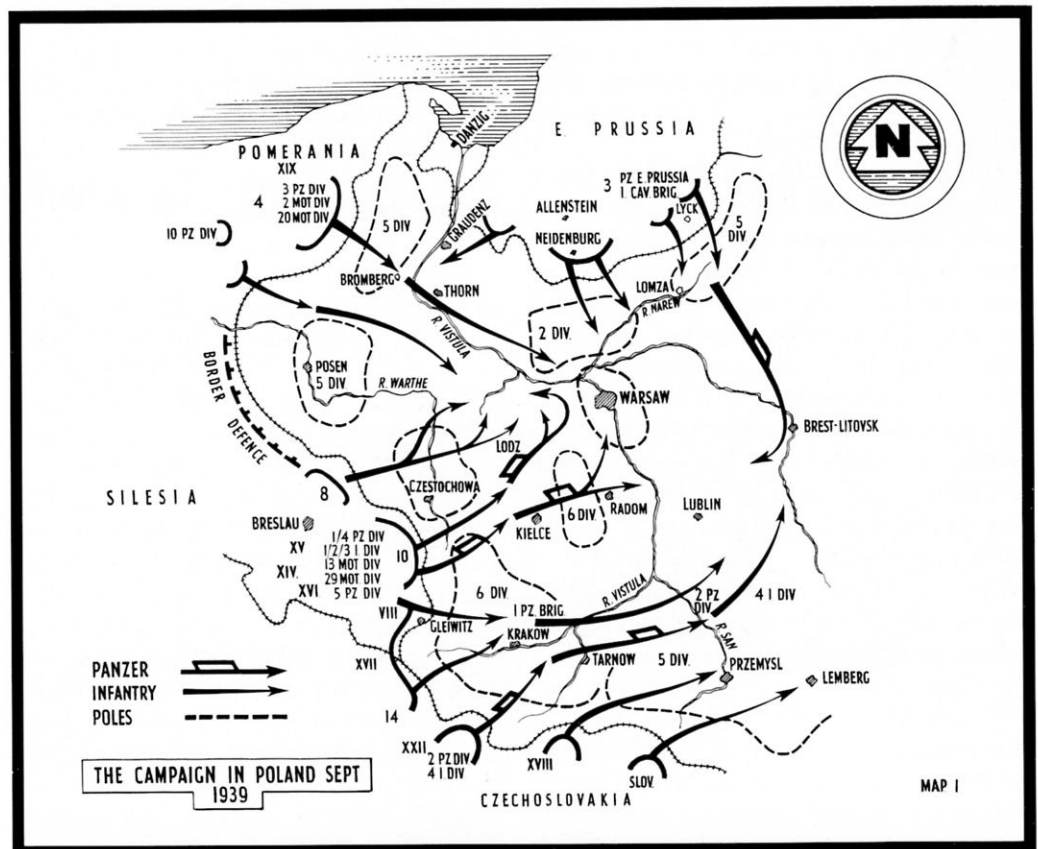 DANZIG
E. PRUSSIA
N
POMERANIA
XIX
4
3 PZ DIV
2 MOT DIV
20 MOT DIV
10 PZ DIV
5 DIV
GRAUDENZ
ALLENSTEIN
NEIDENBURG
3
PZ E. PRUSSIA
1. CAV BRIG
LYCK
5
DIV
BROMBERG
THORN
LOMZA
R NAREW
R. VISTULA
2 DIV.
BORDER DEFENCE
POSEN
5 DIV
R. WARTHE
WARSAW
BREST-LITOVSK
LODZ
8
CZESTOCHOWA
SILESIA
BRESLAU
RADOM
6 DIV.
KIELCE
LUBLIN
XV
XIV.
XVI
1/4 PZ DIV
1/2/3 I. DIV
13 MOT DIV
29 MOT. DIV
5 PZ DIV
10
VIII
6 DIV.
GLEIWITZ
1 PZ. BRIG.
R. VISTULA
2 PZ
DIV
4 I DIV
KRAKOW
XVII
TARNOW
5 DIV.
R SAN
PRZEMYSL
LEMBERG
14
PANZER
INFANTRY
POLES
XXII
2 PZ DIV
4 I. DIV
XVIII
SLOV.
THE CAMPAIGN IN POLAND SEPT
1939
CZECHOSLOVAKIA
MAP I